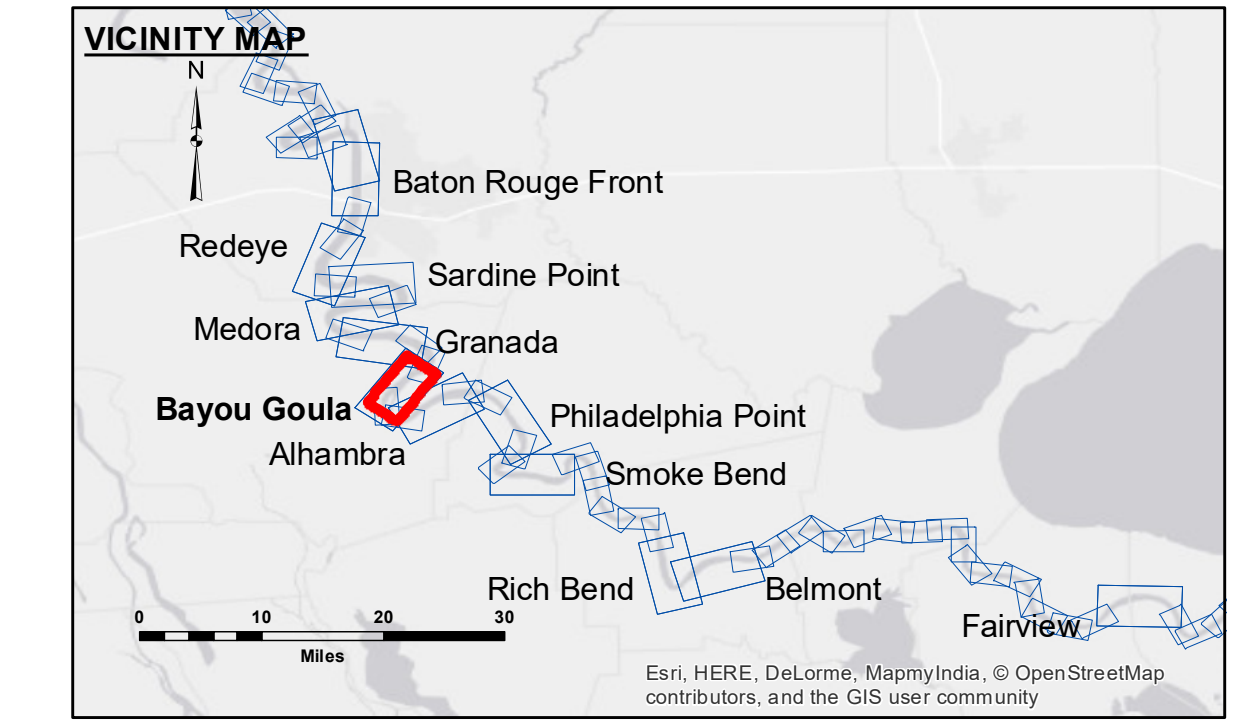 VICINITY MAP
N
Baton Rouge Front
Redeye
Sardine Point
Medora
Granada
Bayou Goula
Philadelphia Point
Alhambra
Smoke Bend
Rich Bend
Belmont
Fairview
0 10 20 30
Miles
Esri, HERE, DeLorme, MapmyIndia, © OpenStreetMap
contributors, and the GIS user community